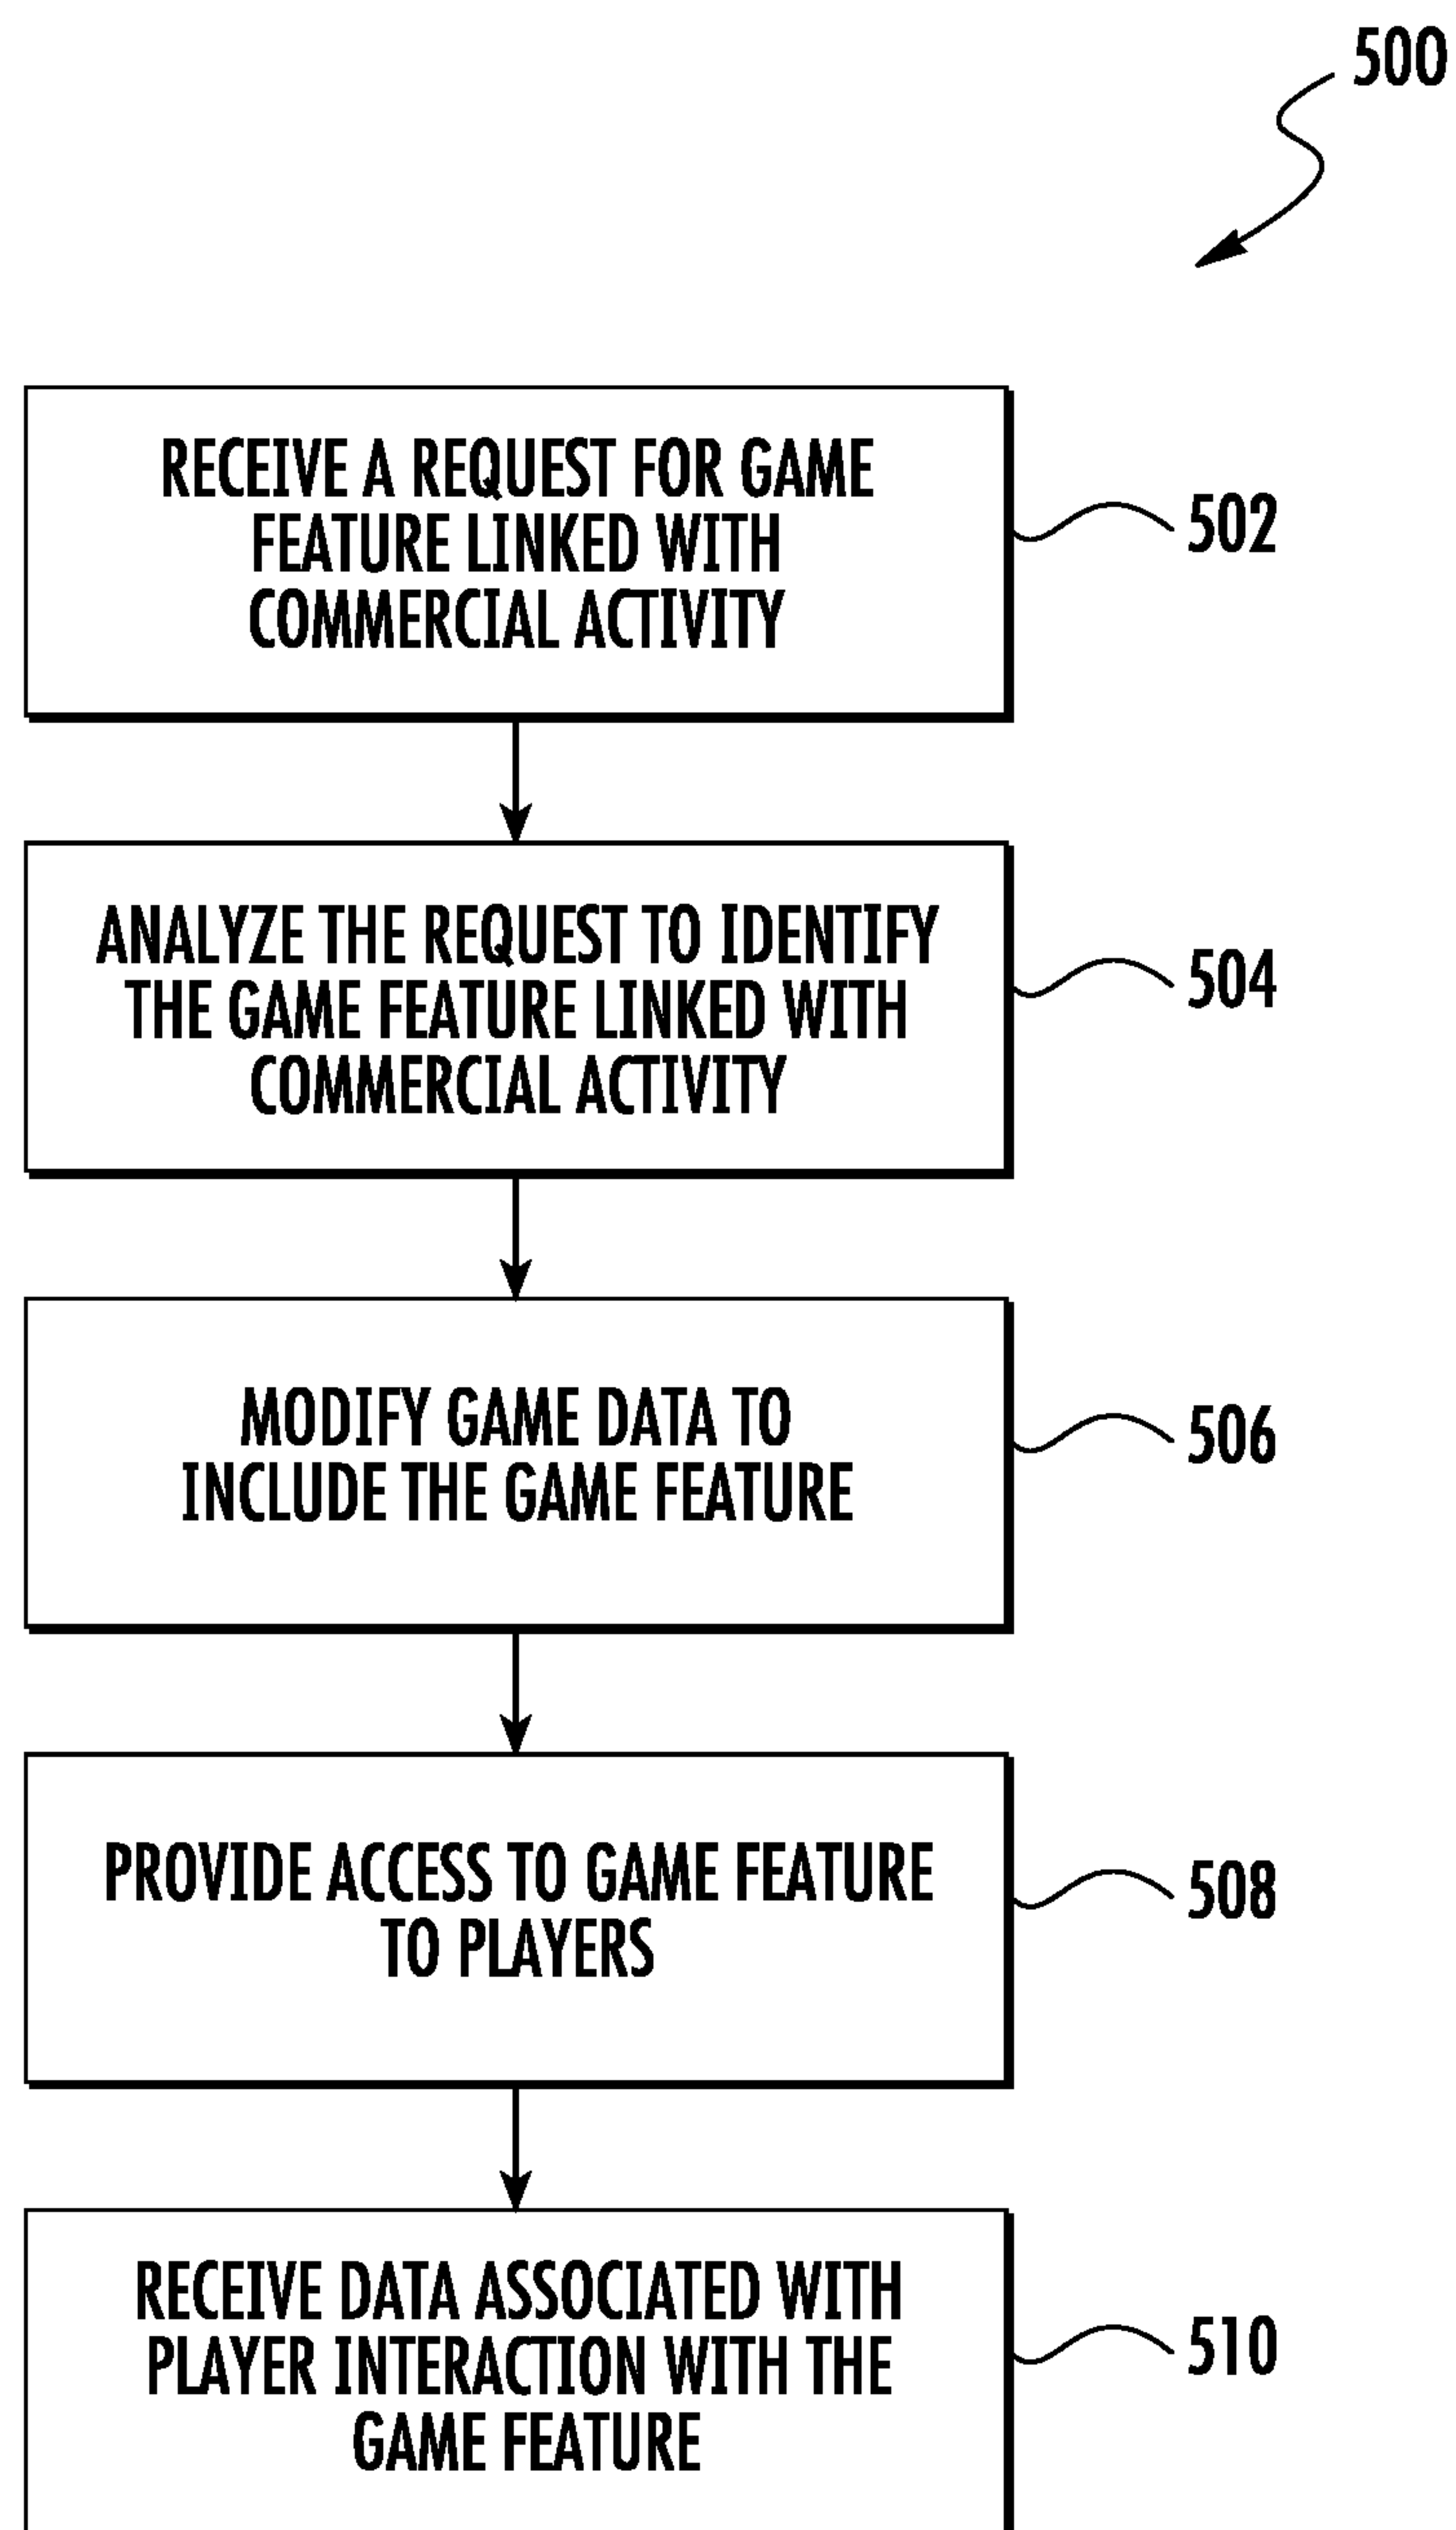 500
RECEIVE A REQUEST FOR GAME
FEATURE LINKED WITH
COMMERCIAL ACTIVITY
502
ANALYZE THE REQUEST TO IDENTIFY
THE GAME FEATURE LINKED WITH
COMMERCIAL ACTIVITY
504
MODIFY GAME DATA TO
INCLUDE THE GAME FEATURE
506
PROVIDE ACCESS TO GAME FEATURE
TO PLAYERS
508
RECEIVE DATA ASSOCIATED WITH
PLAYER INTERACTION WITH THE
GAME FEATURE
510